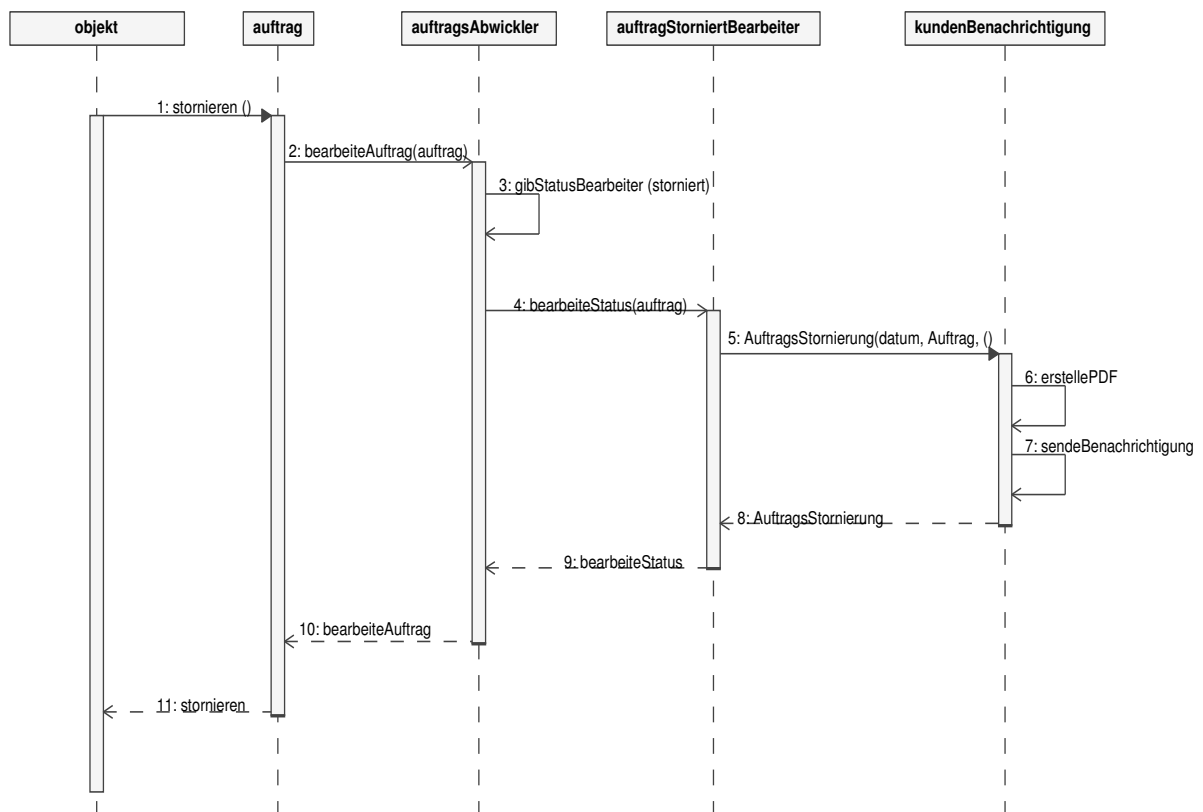 objekt
auftrag
auftragsAbwickler
auftragStorniertBearbeiter
kundenBenachrichtigung
1: stornieren ()
2: bearbeiteAuftrag(auftrag)
3: gibStatusBearbeiter (storniert)
4: bearbeiteStatus(auftrag)
5: AuftragsStornierung(datum, Auftrag, ()
6: erstellePDF
7: sendeBenachrichtigung
8: AuftragsStornierung
9: bearbeiteStatus
10: bearbeiteAuftrag
11: stornieren